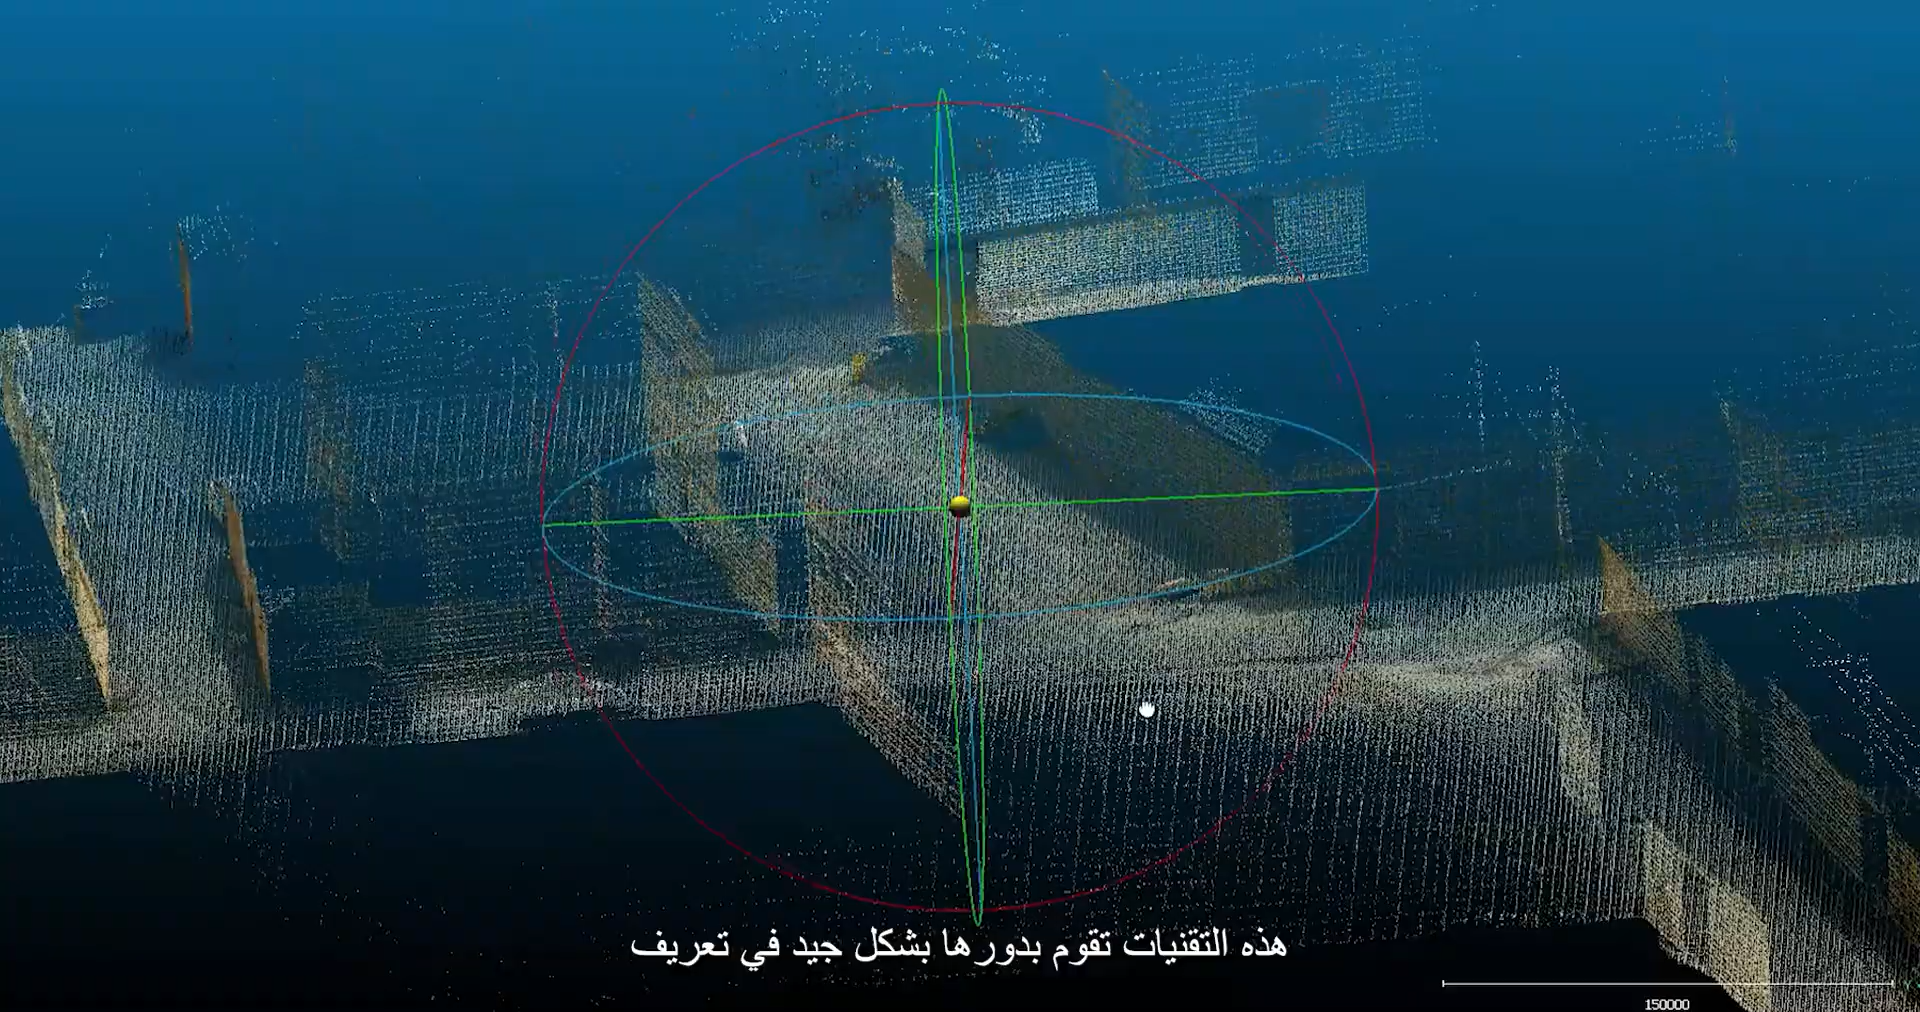 هذه التقنيات تقوم بدورها بشكل جيد في تعريف
150000